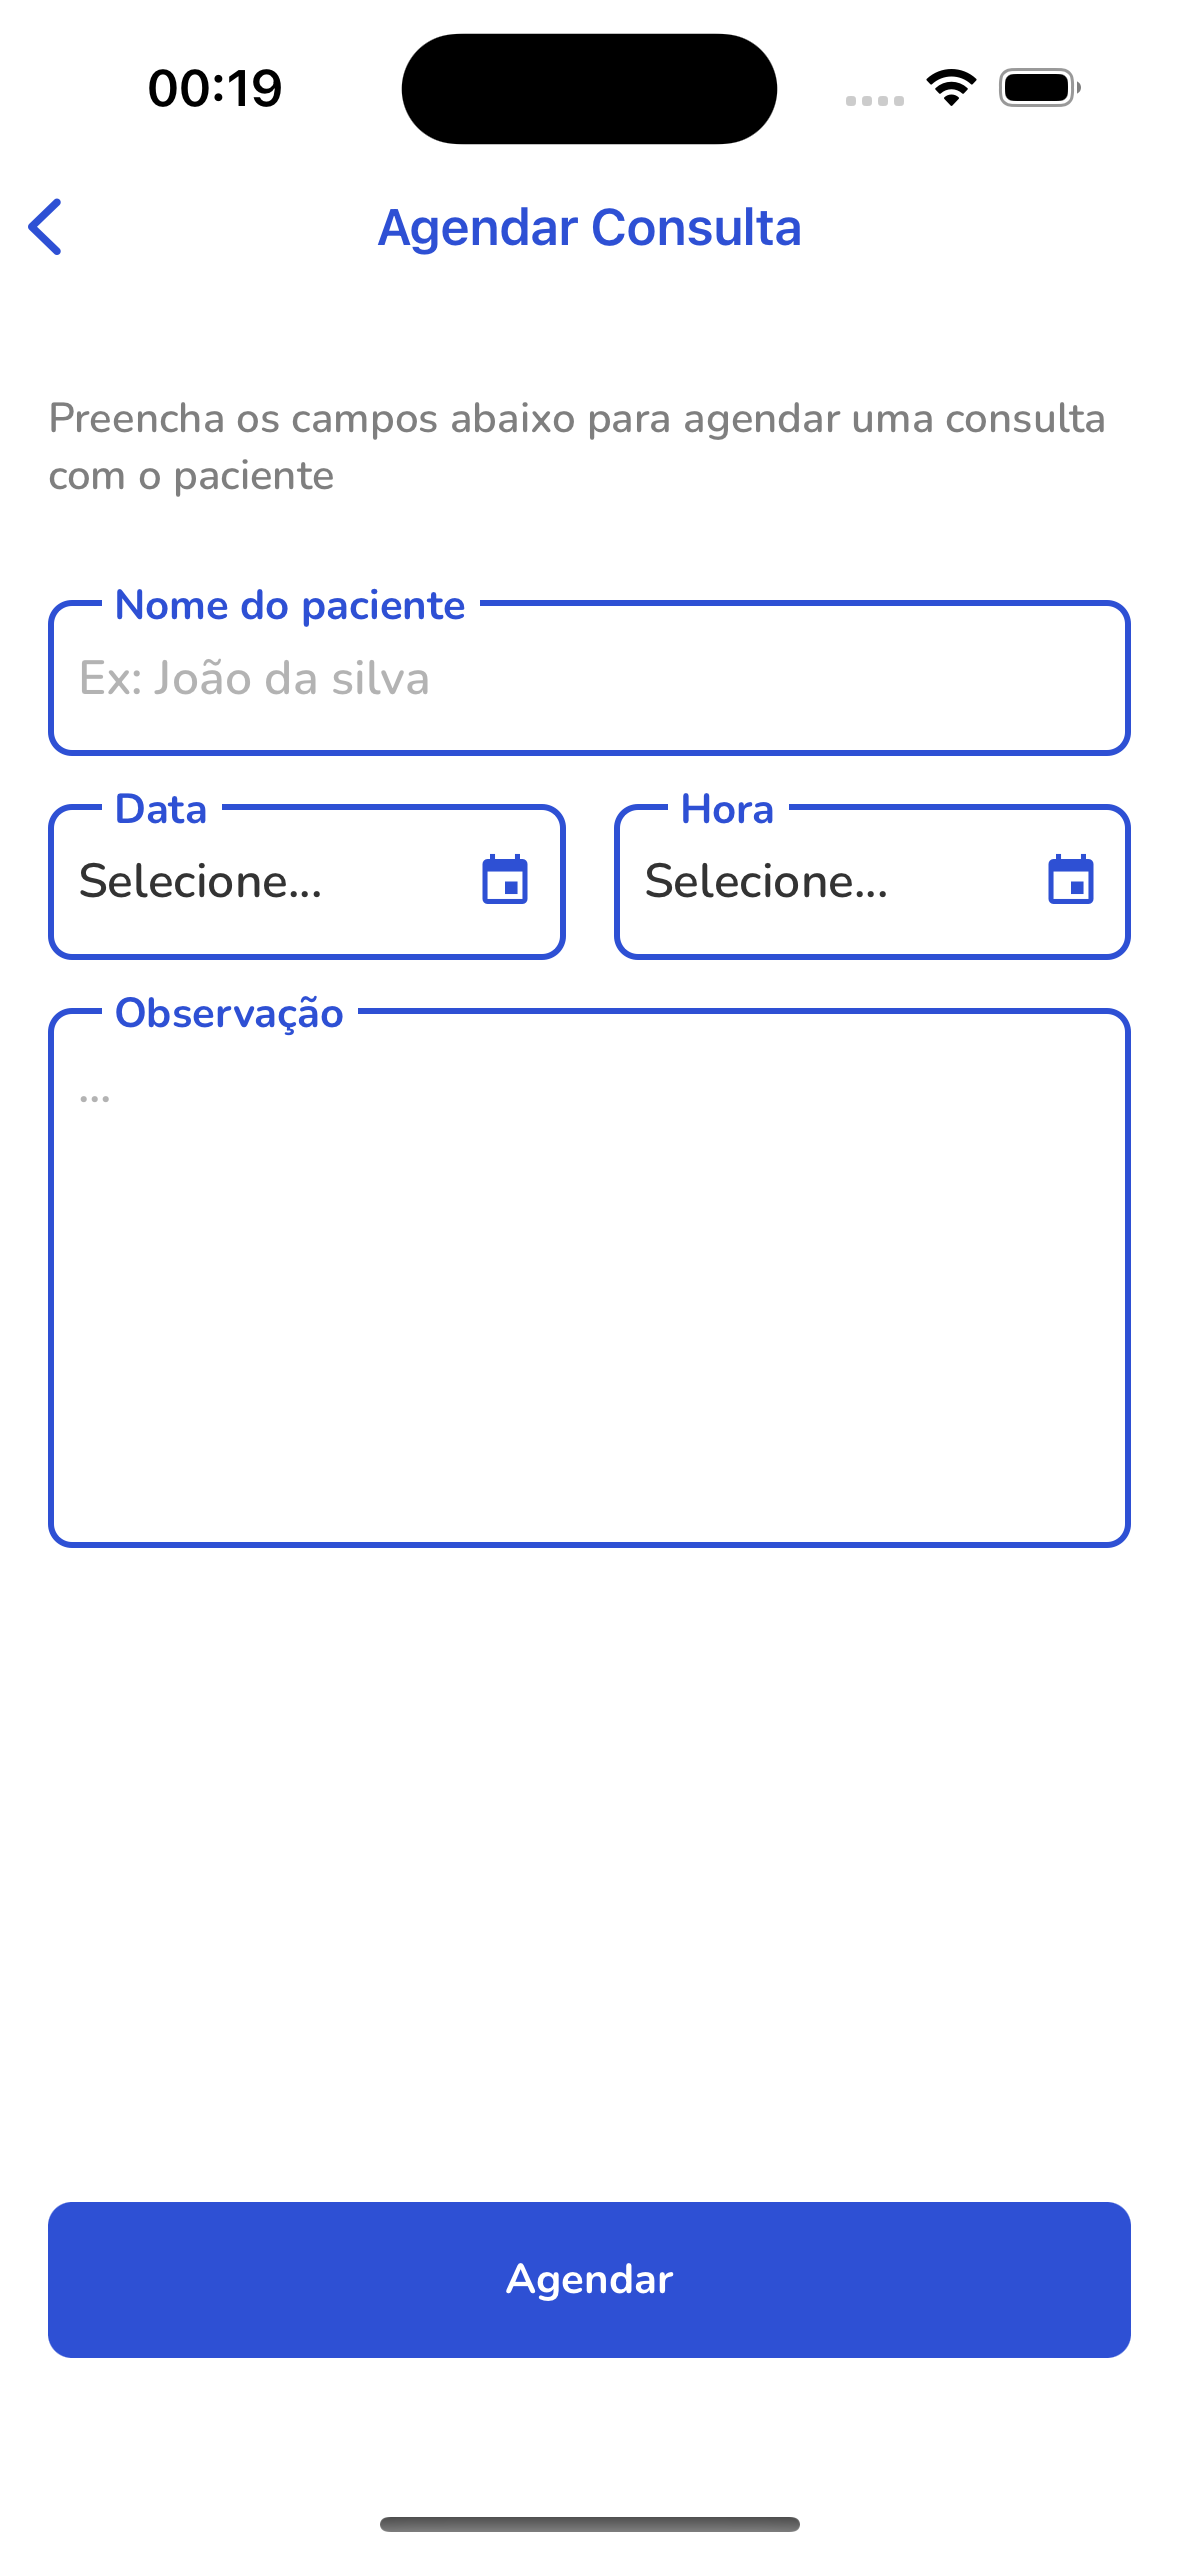 00:19
Agendar Consulta
Preencha os campos abaixo para agendar uma consulta
com o paciente
Nome do paciente
Ex: João da silva
Data
Hora
Selecione...
Selecione...
Observação
...
Agendar